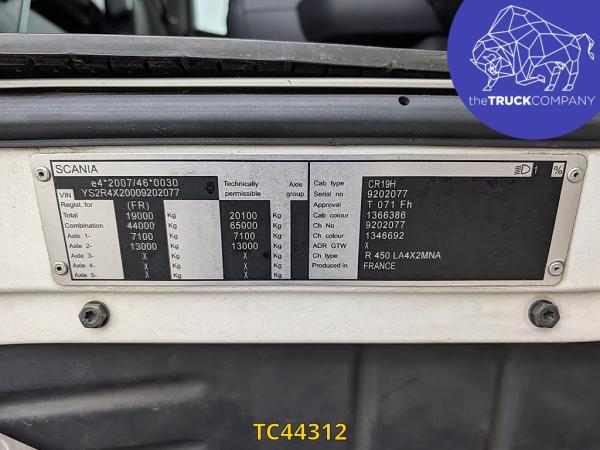 theTRUCKCOMPANY
SCANIA
e4*2007/46*0030
VIN YS2R4X20009202077
Technically permissible
Axle group
Regist. for (FR)
Total 19000 Kg 20100 Kg
Combination 44000 Kg 65000 Kg
Axle 1- 7100 Kg 7100 Kg
Axle 2- 13000 Kg 13000 Kg
Axle 3- X Kg X Kg
Axle 4- X Kg X Kg
Axle 5- X Kg X Kg
1 %
Cab type CR19H
Serial no 9202077
Approval T 071 Fh
Cab colour 1366386
Ch No 9202077
Ch colour 1346692
ADR GTW X
Ch type R 450 LA4X2MNA
Produced in FRANCE
TC44312